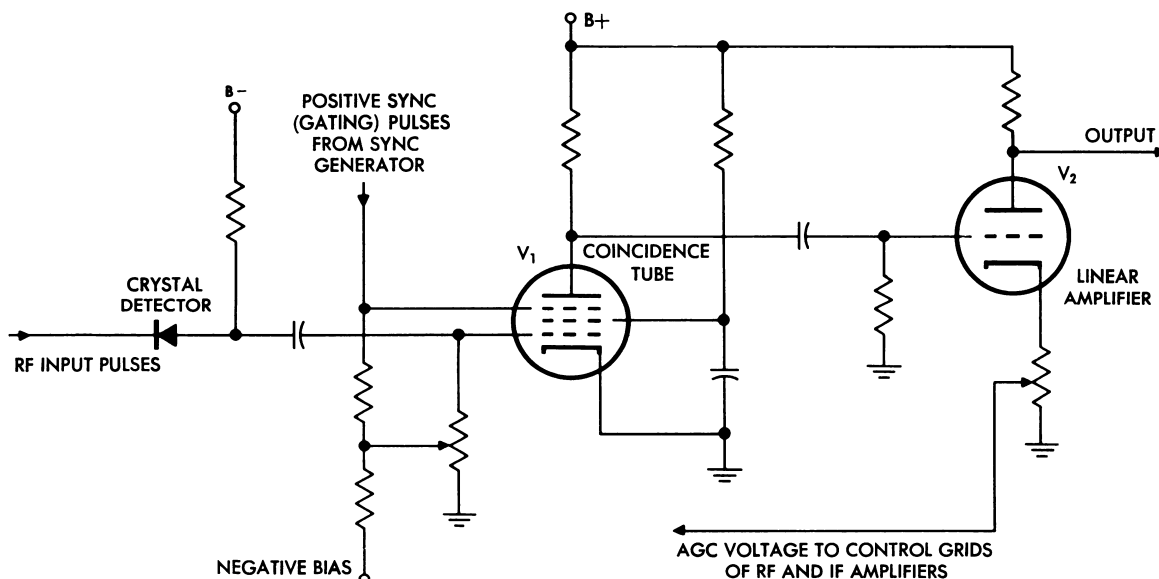 B+
B-
POSITIVE SYNC
(GATING) PULSES
FROM SYNC
GENERATOR
OUTPUT
V₂
V₁
COINCIDENCE
TUBE
CRYSTAL
DETECTOR
LINEAR
AMPLIFIER
RF INPUT PULSES
AGC VOLTAGE TO CONTROL GRIDS
OF RF AND IF AMPLIFIERS
NEGATIVE BIAS